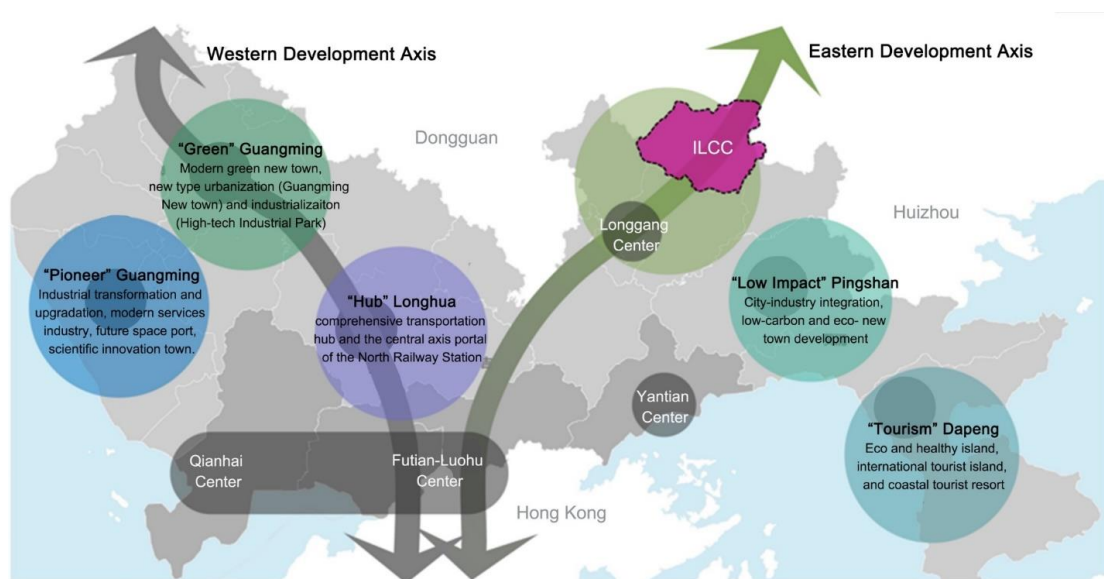 Western Development Axis
Eastern Development Axis
Dongguan
ILCC
“Green” Guangming
Modern green new town,
new type urbanization (Guangming
New town) and industrializaiton
(High-tech Industrial Park)
Huizhou
Longgang
Center
“Pioneer” Guangming
Industrial transformation and
upgradation, modern services
industry, future space port,
scientific innovation town.
“Hub” Longhua
comprehensive transportation
hub and the central axis portal
of the North Railway Station
“Low Impact” Pingshan
City-industry integration,
low-carbon and eco- new
town development
Yantian
Center
“Tourism” Dapeng
Eco and healthy island,
international tourist island,
and coastal tourist resort
Qianhai
Center
Futian-Luohu
Center
Hong Kong